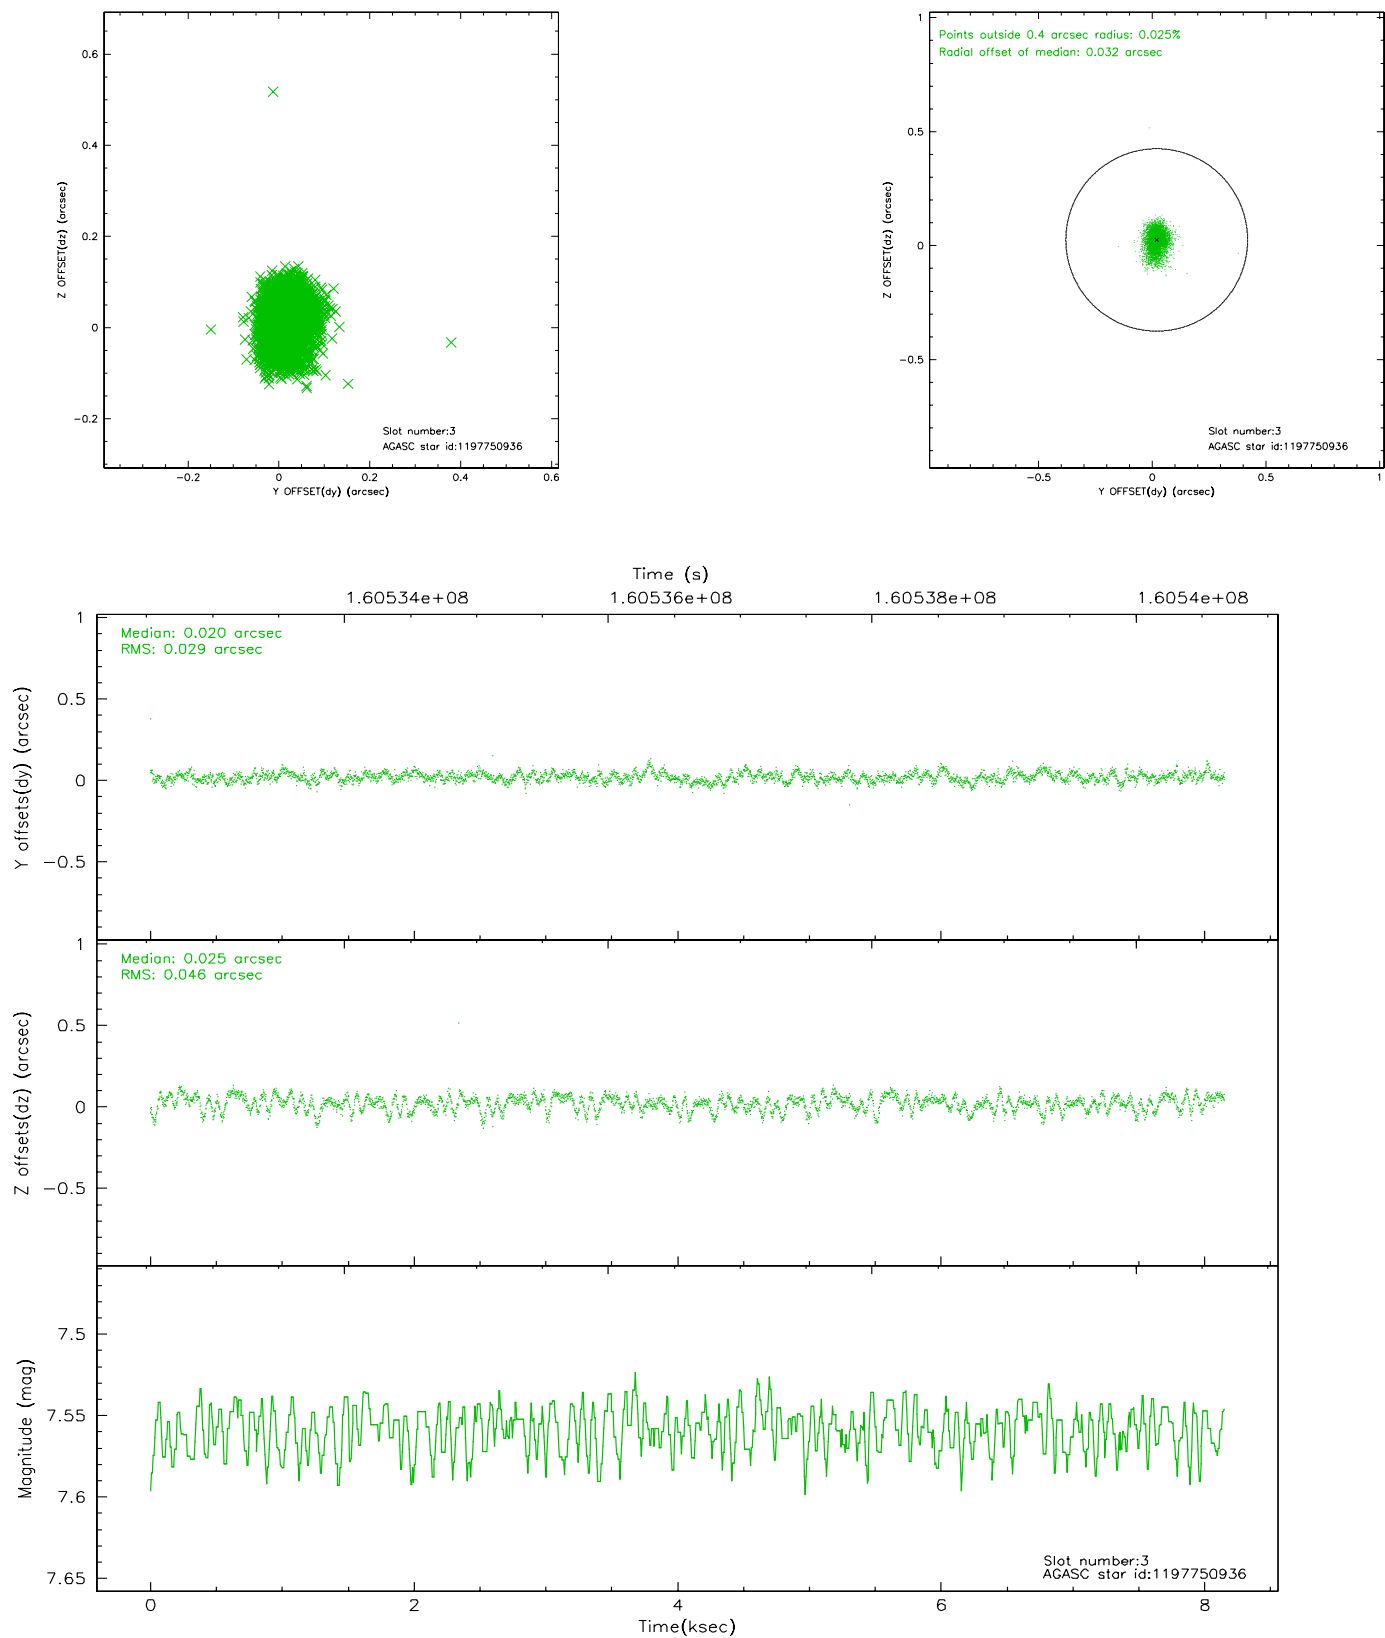 0.6
0.4
0.2
0
−0.2
Z OFFSET(dz) (arcsec)
Slot number:3
AGASC star id:1197750936
−0.2 0 0.2 0.4 0.6
Y OFFSET(dy) (arcsec)
Points outside 0.4 arcsec radius: 0.025%
Radial offset of median: 0.032 arcsec
1
0.5
0
−0.5
Z OFFSET(dz) (arcsec)
Slot number:3
AGASC star id:1197750936
−0.5 0 0.5 1
Y OFFSET(dy) (arcsec)
Time (s)
1.60534e+08 1.60536e+08 1.60538e+08 1.6054e+08
Median: 0.020 arcsec
RMS: 0.029 arcsec
1
0.5
0
−0.5
Y offsets(dy) (arcsec)
Median: 0.025 arcsec
RMS: 0.046 arcsec
1
0.5
0
−0.5
Z offsets(dz) (arcsec)
7.5
7.55
7.6
7.65
Magnitude (mag)
Slot number:3
AGASC star id:1197750936
0 2 4 6 8
Time(ksec)